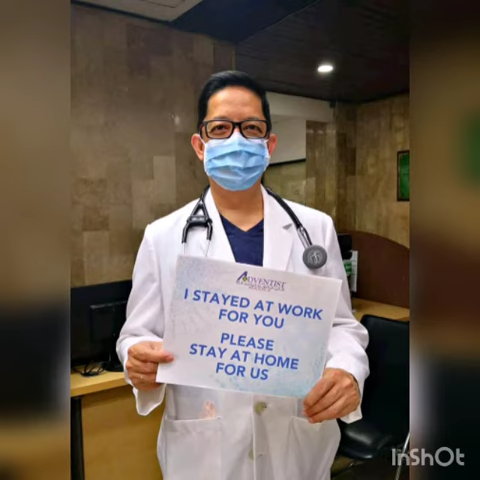 ADVENTIST
I STAYED AT WORK
FOR YOU
PLEASE
STAY AT HOME
FOR US
InShOt